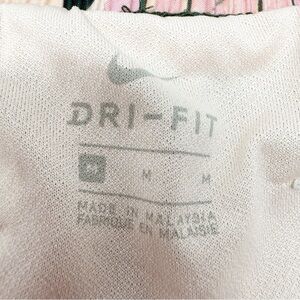 DRI-FIT
M M M
MADE IN MALAYSIA
FABRIQUE EN MALAISIE